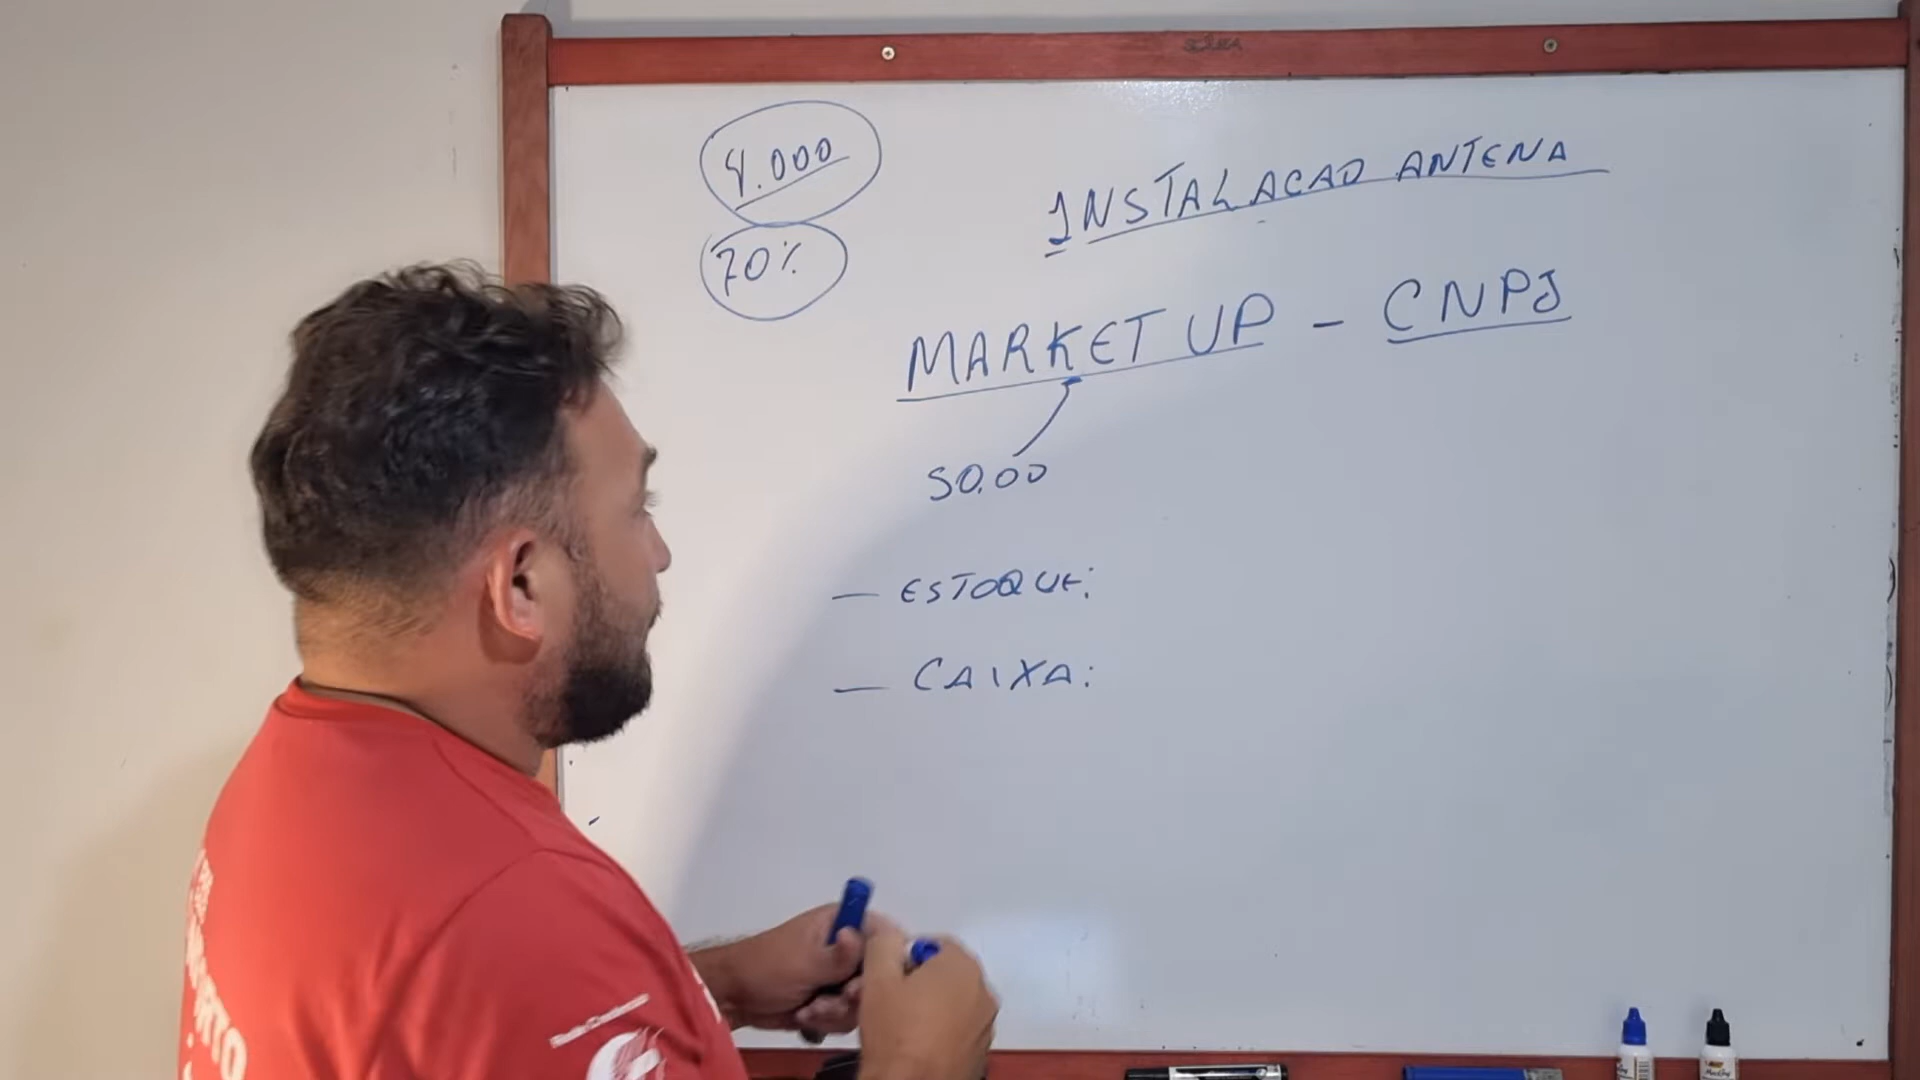 4.000
70%
INSTALACAO ANTENA
MARKET UP - CNPJ
50.00
- ESTOQUE:
- CAIXA: